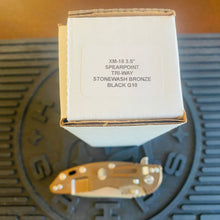 XM-18 3.5"
SPEARPOINT
TRI-WAY
STONEWASH BRONZE
BLACK G10